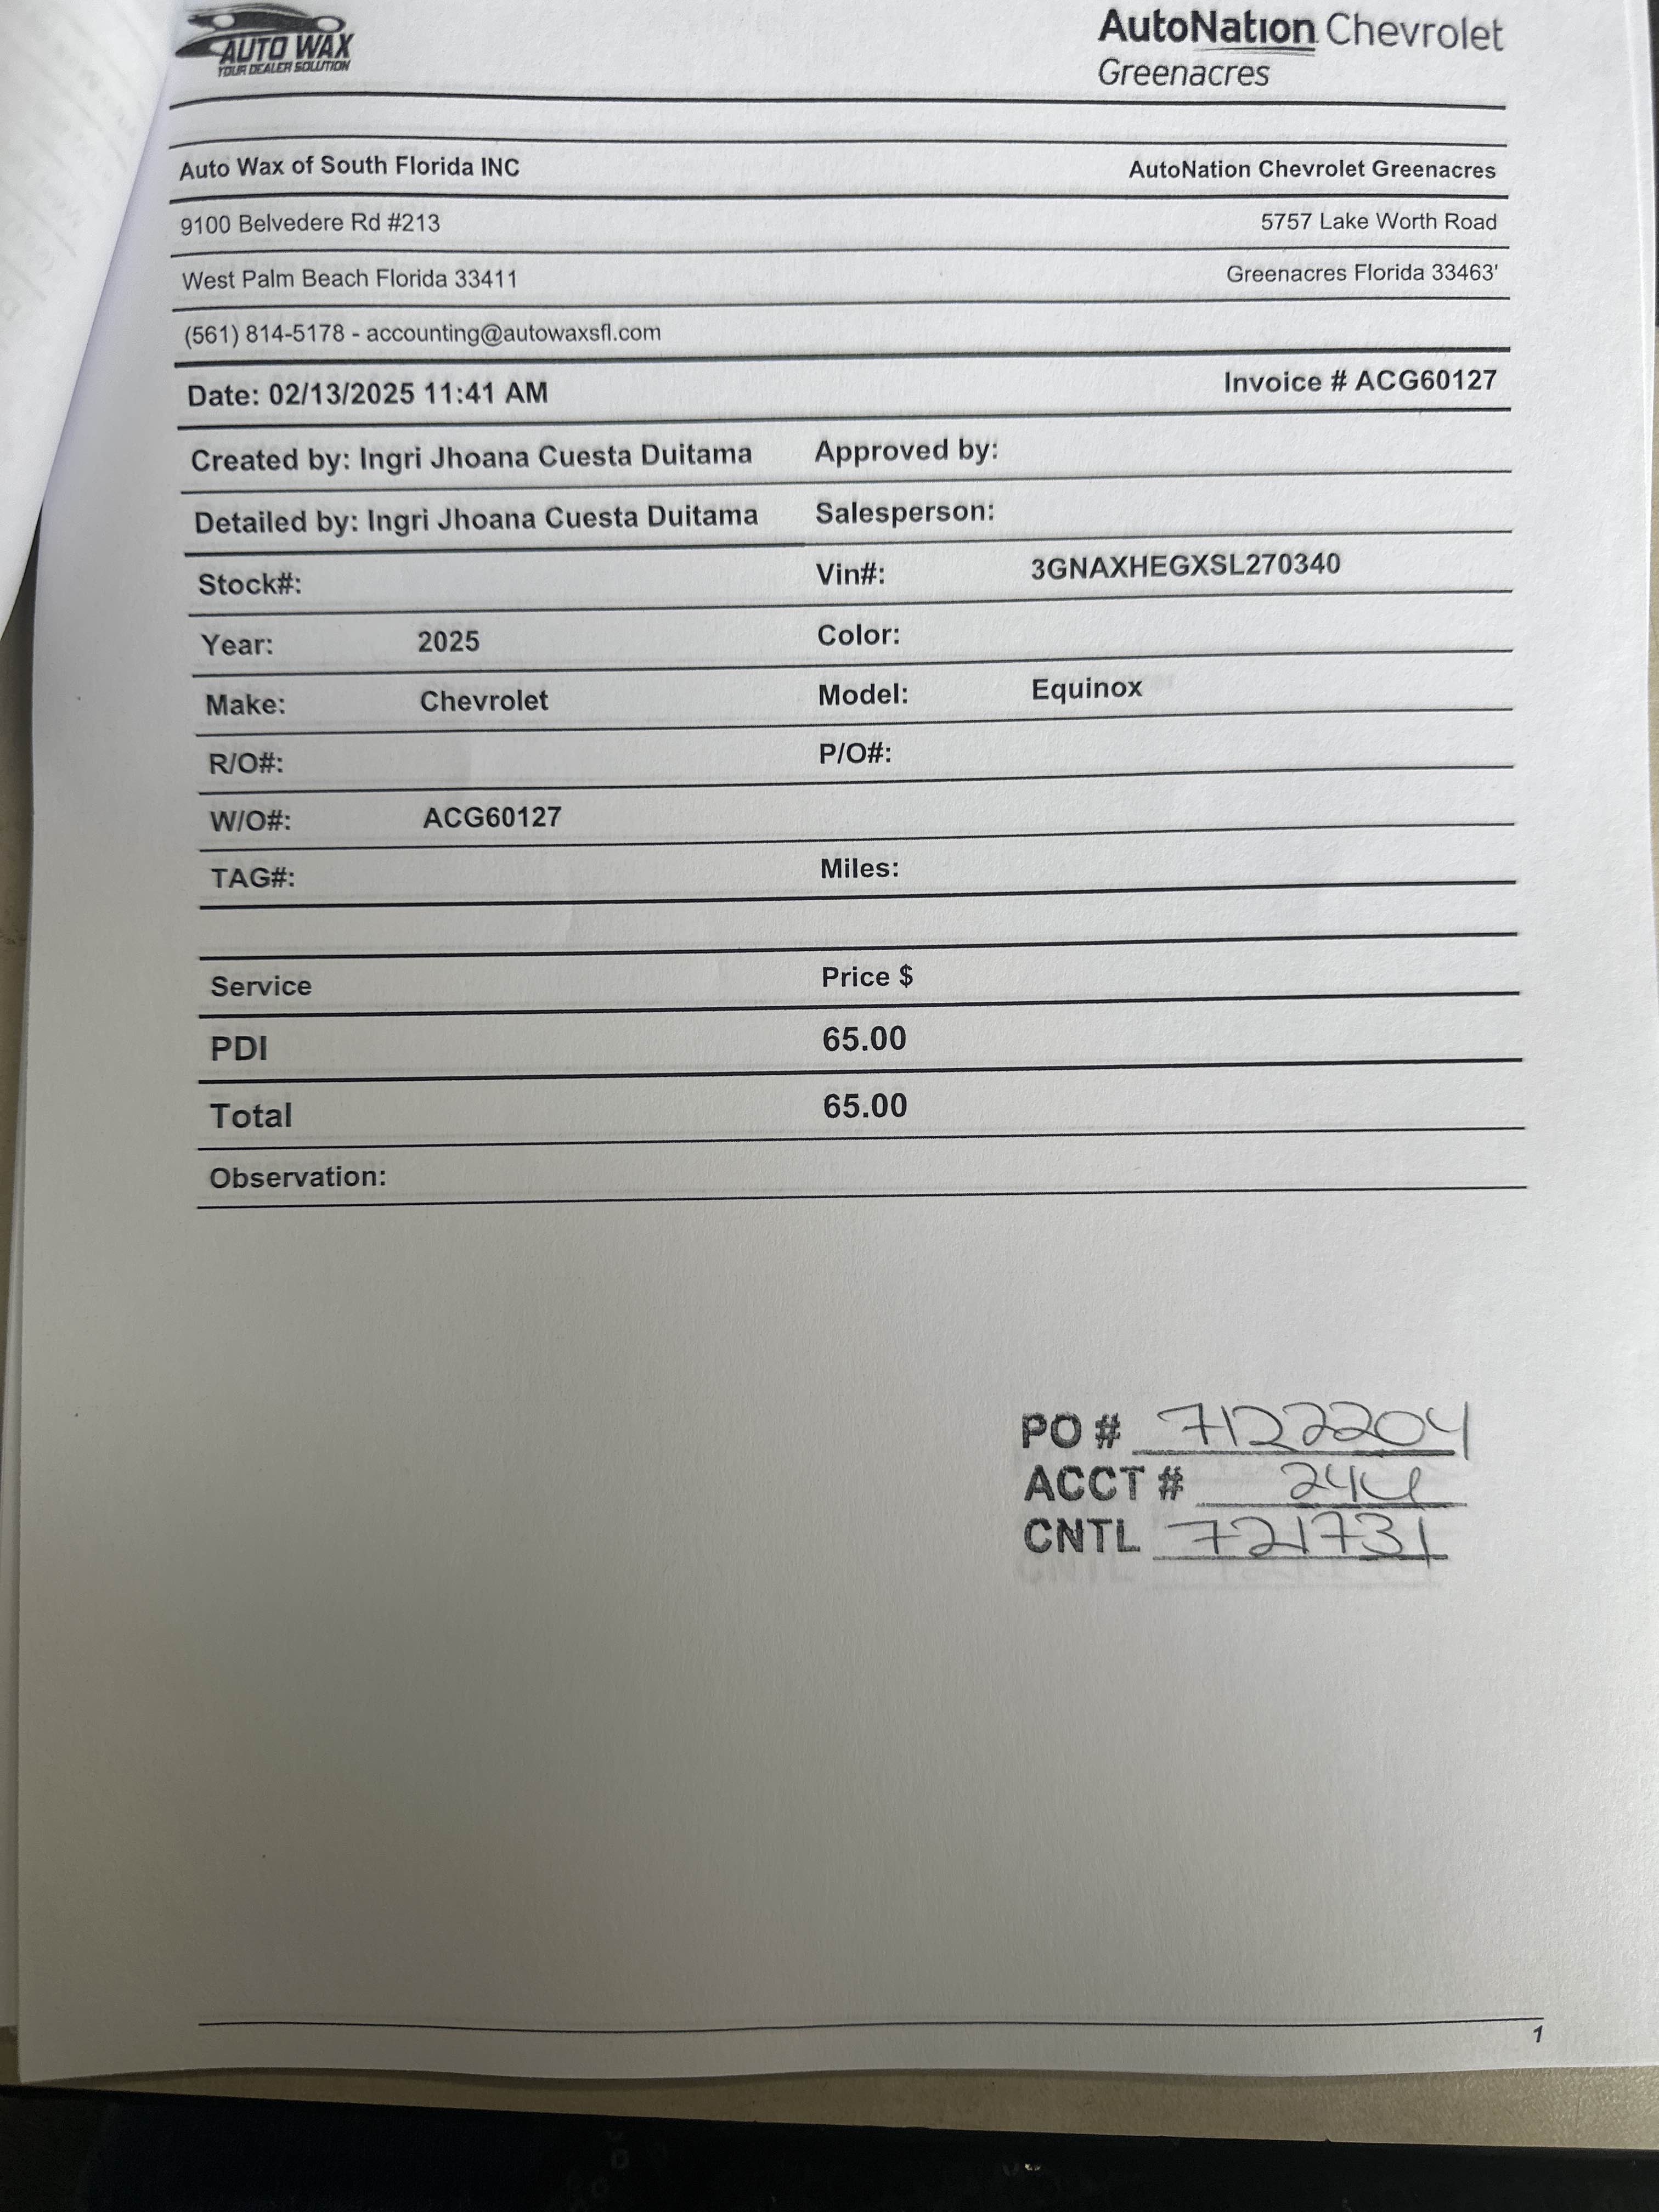 AUTO WAX
YOUR DEALER SOLUTION
AutoNation Chevrolet
Greenacres
Auto Wax of South Florida INC AutoNation Chevrolet Greenacres
9100 Belvedere Rd #213 5757 Lake Worth Road
West Palm Beach Florida 33411 Greenacres Florida 33463'
(561) 814-5178 - accounting@autowaxsfl.com
Date: 02/13/2025 11:41 AM Invoice # ACG60127
Created by: Ingri Jhoana Cuesta Duitama Approved by:
Detailed by: Ingri Jhoana Cuesta Duitama Salesperson:
Stock#: Vin#: 3GNAXHEGXSL270340
Year: 2025 Color:
Make: Chevrolet Model: Equinox
R/O#: P/O#:
W/O#: ACG60127
TAG#: Miles:
Service Price $
PDI 65.00
Total 65.00
Observation:
PO # 7122204
ACCT #
CNTL 721731
1